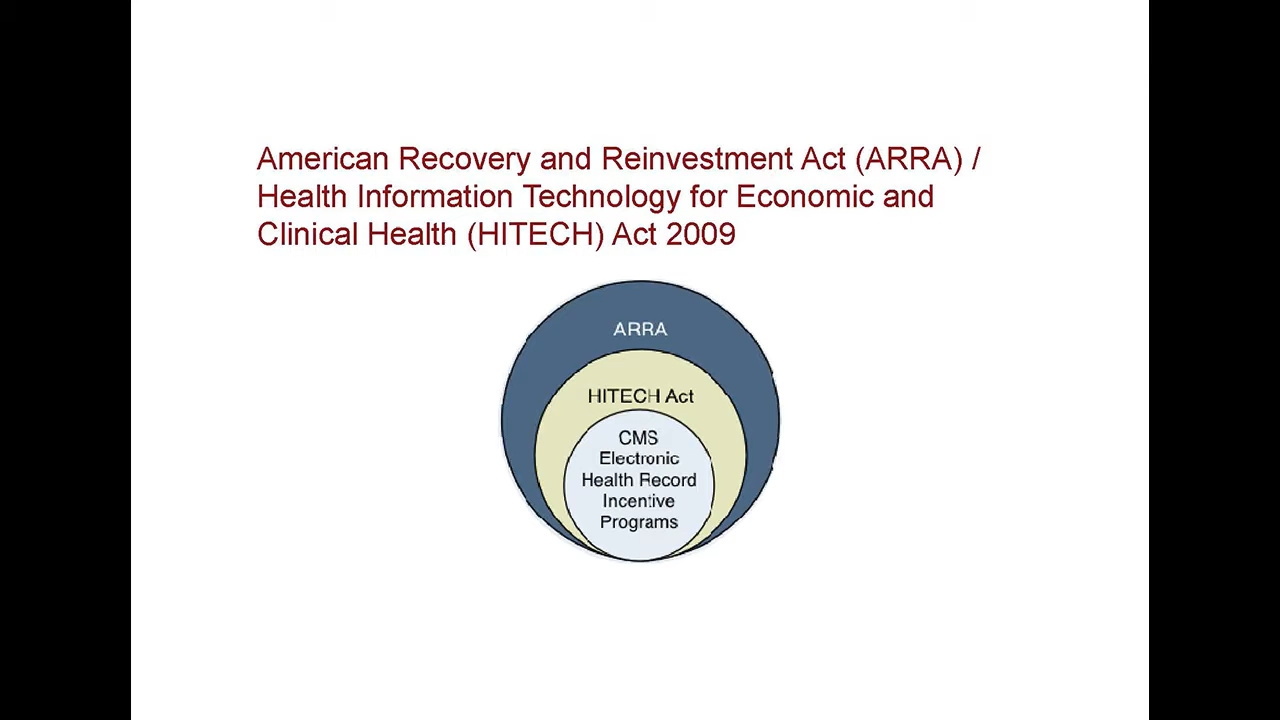 American Recovery and Reinvestment Act (ARRA) /
Health Information Technology for Economic and
Clinical Health (HITECH) Act 2009
ARRA
HITECH Act
CMS
Electronic
Health Record
Incentive
Programs